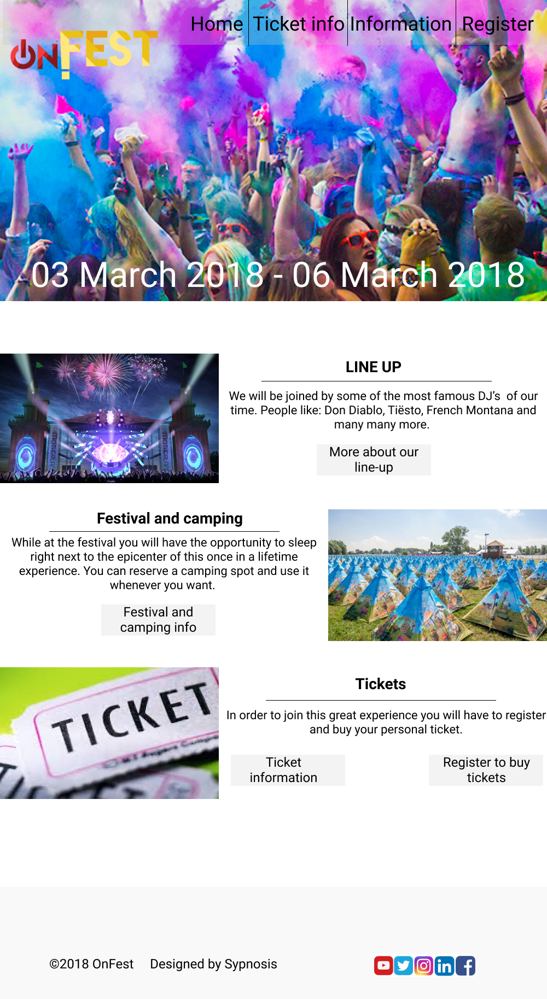 Home Ticket info Information Register
ONFEST
03 March 2018 - 06 March 2018
LINE UP
We will be joined by some of the most famous DJ’s  of our
time. People like: Don Diablo, Tiësto, French Montana and
many many more.
More about our
line-up
MOTHERLAND
MOTHERLAND
Festival and camping
While at the festival you will have the opportunity to sleep
right next to the epicenter of this once in a lifetime
experience. You can reserve a camping spot and use it
whenever you want.
Festival and
camping info
info
TICKET
Tickets
In order to join this great experience you will have to register
and buy your personal ticket.
Ticket
information
Register to buy
tickets
©2018 OnFest Designed by Sypnosis
in